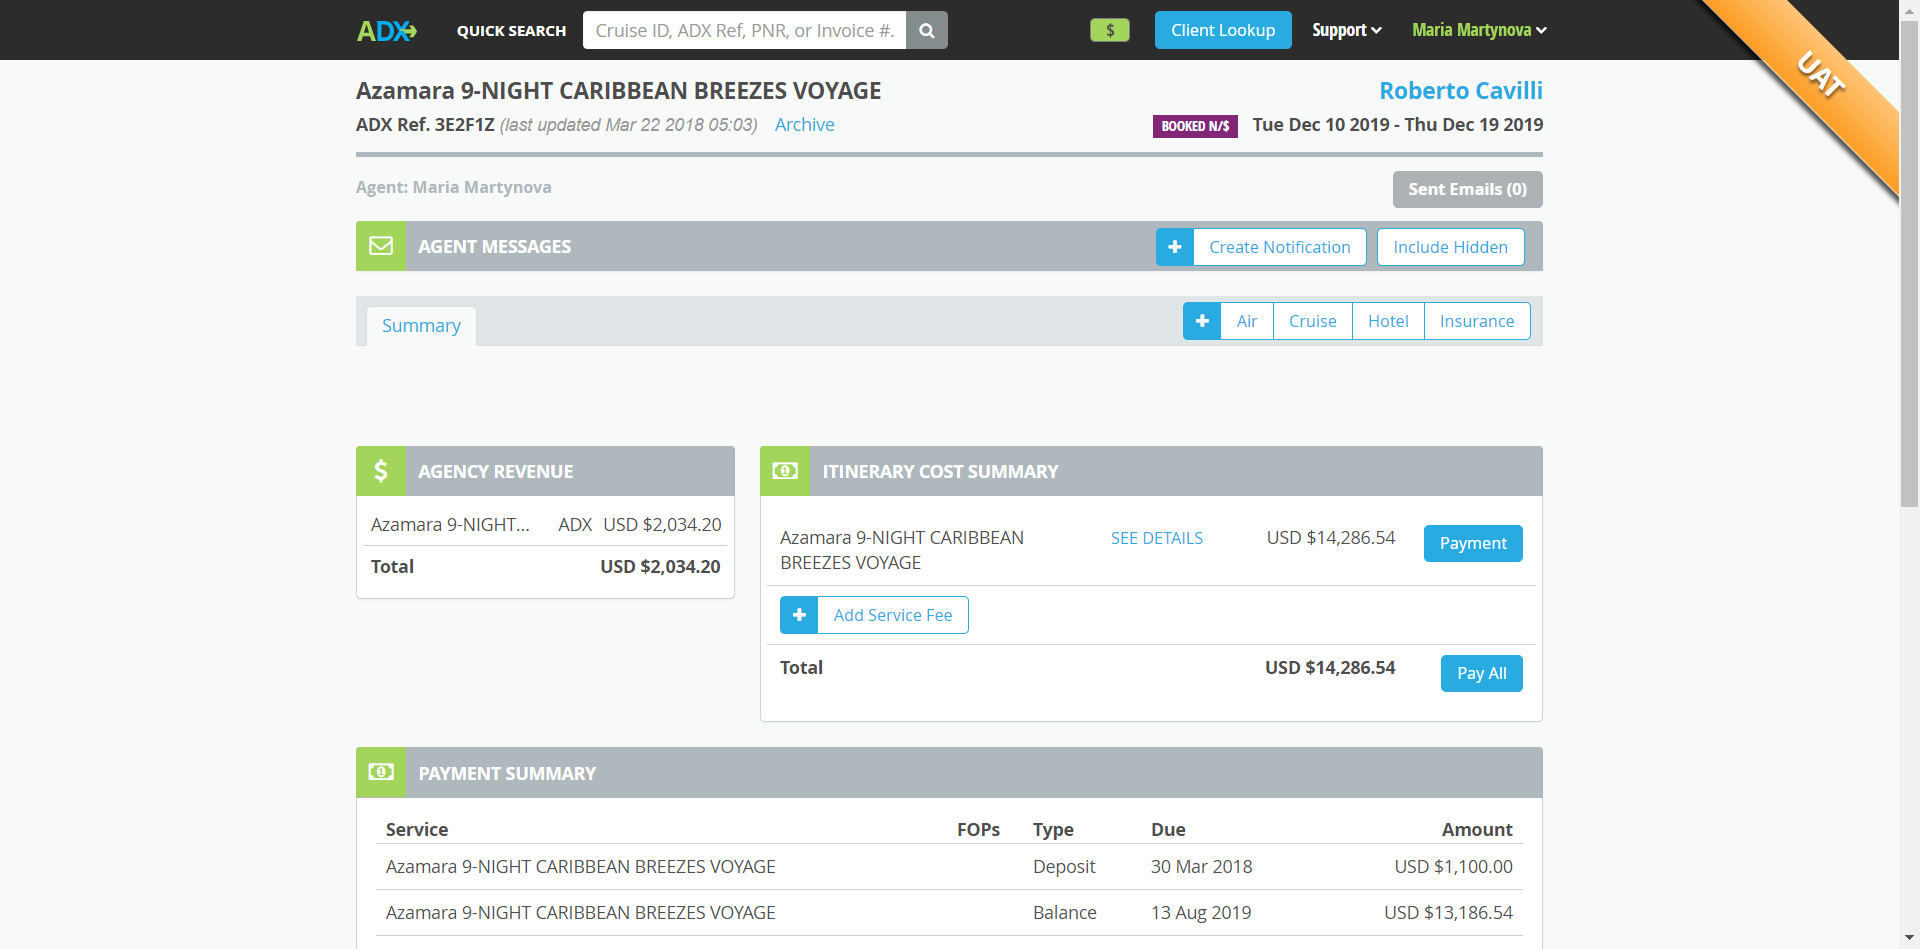 ADX QUICK SEARCH Cruise ID, ADX Ref, PNR, or Invoice #. $ Client Lookup Support Maria Martynova
UAT
Azamara 9-NIGHT CARIBBEAN BREEZES VOYAGE Roberto Cavilli
ADX Ref. 3E2F1Z (last updated Mar 22 2018 05:03) Archive BOOKED N/$ Tue Dec 10 2019 - Thu Dec 19 2019
Agent: Maria Martynova Sent Emails (0)
AGENT MESSAGES + Create Notification Include Hidden
Summary + Air Cruise Hotel Insurance
$ AGENCY REVENUE
Azamara 9-NIGHT... ADX USD $2,034.20
Total USD $2,034.20
ITINERARY COST SUMMARY
Azamara 9-NIGHT CARIBBEAN SEE DETAILS USD $14,286.54 Payment
BREEZES VOYAGE
+ Add Service Fee
Total USD $14,286.54 Pay All
PAYMENT SUMMARY
Service FOPs Type Due Amount
Azamara 9-NIGHT CARIBBEAN BREEZES VOYAGE Deposit 30 Mar 2018 USD $1,100.00
Azamara 9-NIGHT CARIBBEAN BREEZES VOYAGE Balance 13 Aug 2019 USD $13,186.54